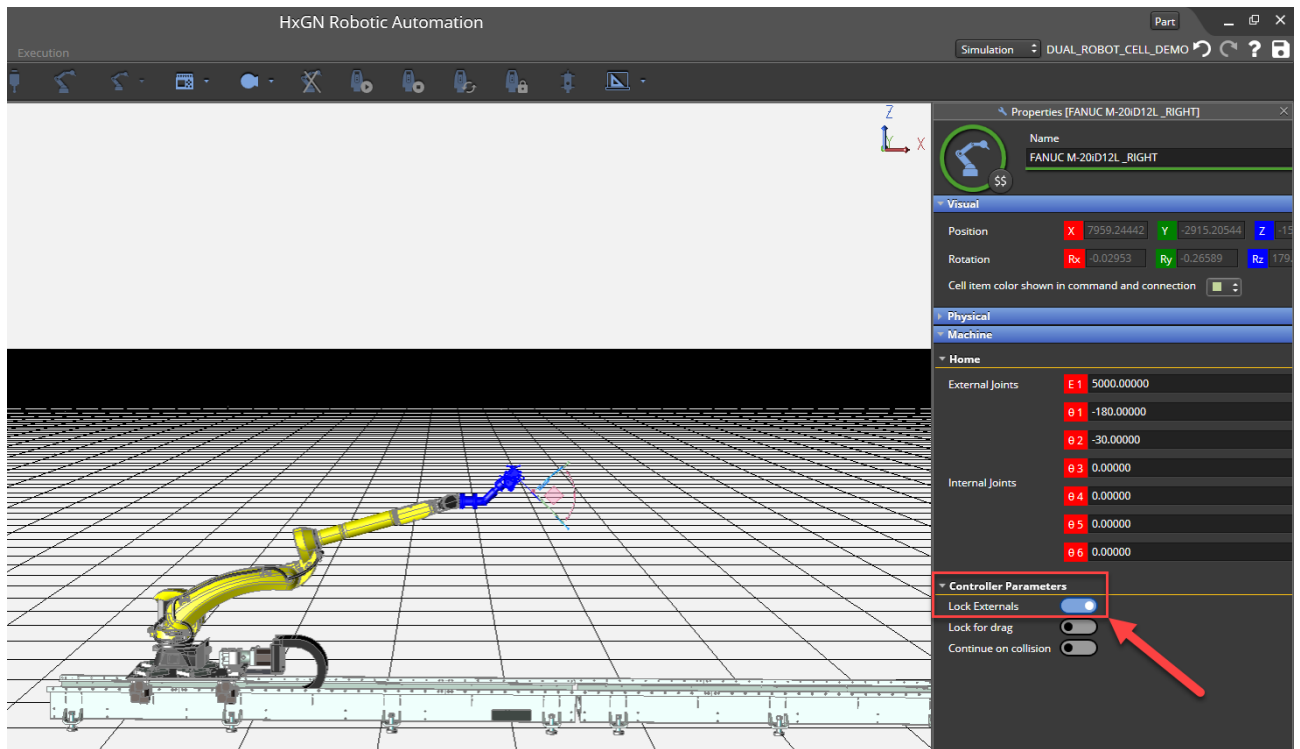 HxGN Robotic Automation
Part
Execution
Simulation DUAL_ROBOT_CELL_DEMO
Z
Y X
Properties [FANUC M-20iD12L _RIGHT]
Name
FANUC M-20iD12L _RIGHT
$$
Visual
Position X 7959.24442 Y -2915.20544 Z -15
Rotation Rx -0.02953 Ry -0.26589 Rz 179.
Cell item color shown in command and connection
Physical
Machine
Home
External Joints E 1 5000.00000
θ 1 -180.00000
θ 2 -30.00000
θ 3 0.00000
Internal Joints
θ 4 0.00000
θ 5 0.00000
θ 6 0.00000
Controller Parameters
Lock Externals
Lock for drag
Continue on collision